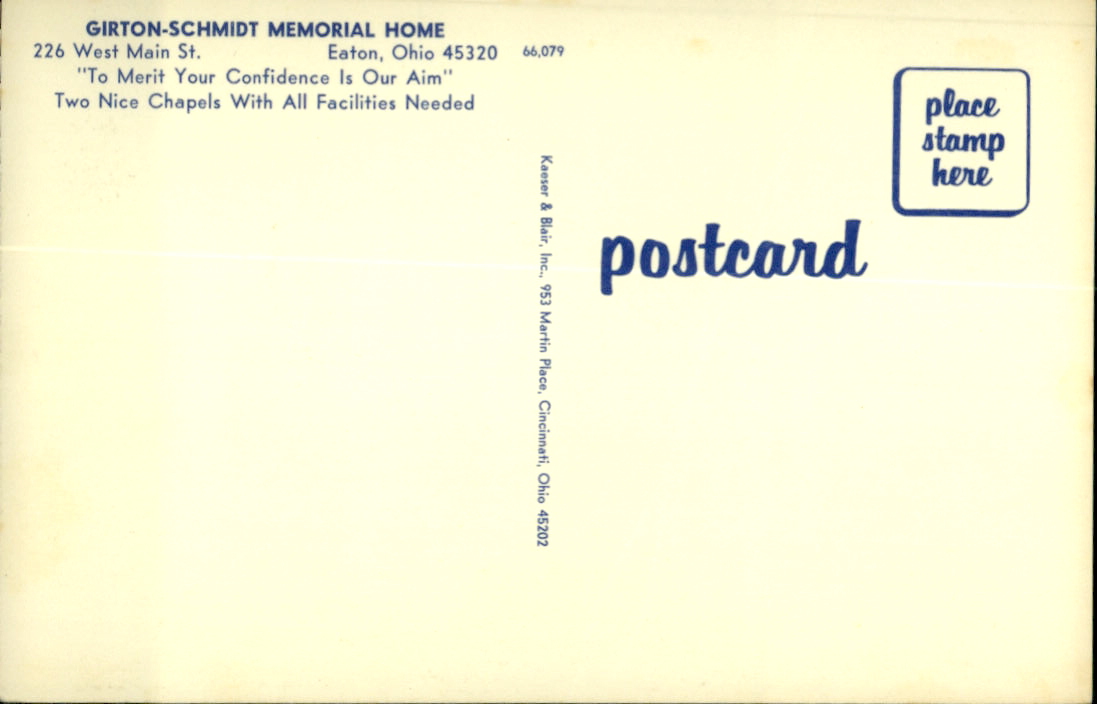 GIRTON-SCHMIDT MEMORIAL HOME
226 West Main St. Eaton, Ohio 45320 66,079
"To Merit Your Confidence Is Our Aim"
Two Nice Chapels With All Facilities Needed
Kaeser & Blair, Inc., 953 Martin Place, Cincinnati, Ohio 45202
place
stamp
here
postcard